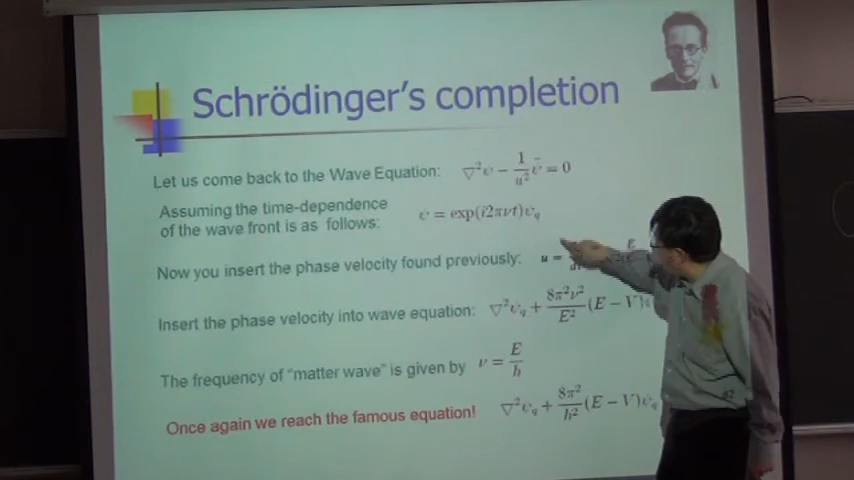 Schrödinger's completion
Let us come back to the Wave Equation: ∇²ψ − 1/u² ψ̈ = 0
Assuming the time-dependence
of the wave front is as follows: ψ = exp(i2πνt)ψ_q
Now you insert the phase velocity found previously: u =
Insert the phase velocity into wave equation: ∇²ψ_q + 8π²ν²/E² (E − V)
The frequency of "matter wave" is given by ν = E/h
Once again we reach the famous equation! ∇²ψ_q + 8π²/h² (E − V)ψ_q